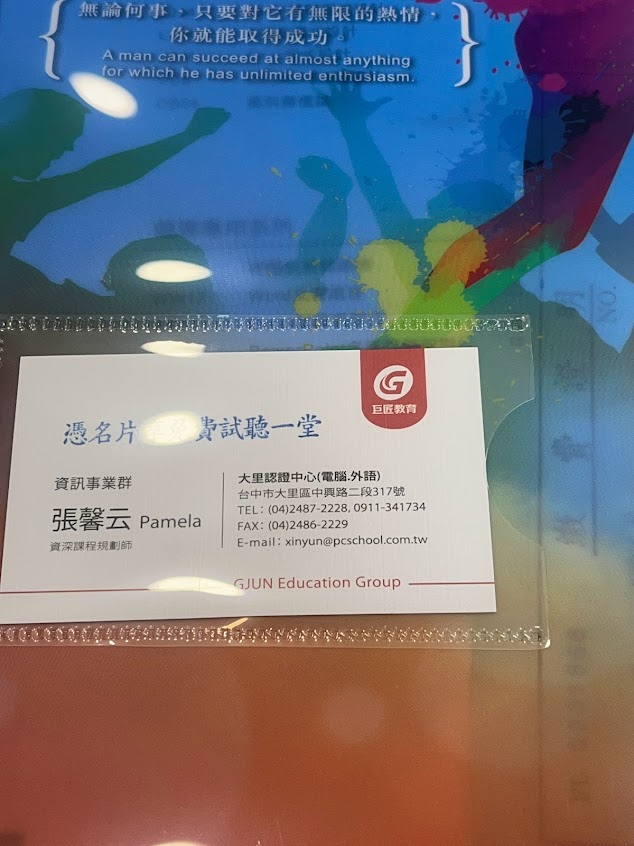 無論何事，只要對它有無限的熱情，
你就能取得成功。
A man can succeed at almost anything
for which he has unlimited enthusiasm.
巨匠教育
憑名片 費試聽一堂
資訊事業群
張馨云 Pamela
資深課程規劃師
大里認證中心(電腦.外語)
台中市大里區中興路二段317號
TEL: (04)2487-2228, 0911-341734
FAX: (04)2486-2229
E-mail: xinyun@pcschool.com.tw
GJUN Education Group
NO.